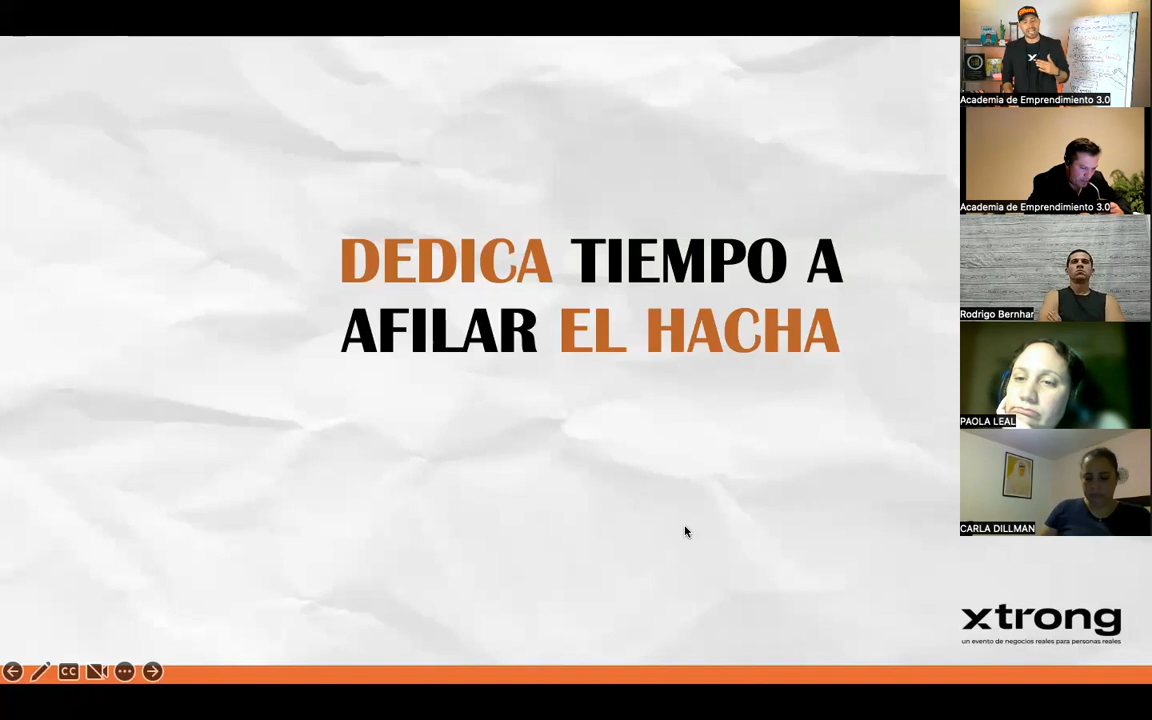 DEDICA TIEMPO A
AFILAR EL HACHA
Academia de Emprendimiento 3.0
Academia de Emprendimiento 3.0
Rodrigo Bernhar
PAOLA LEAL
CARLA DILLMAN
xtrong
un evento de negocios reales para personas reales
CC